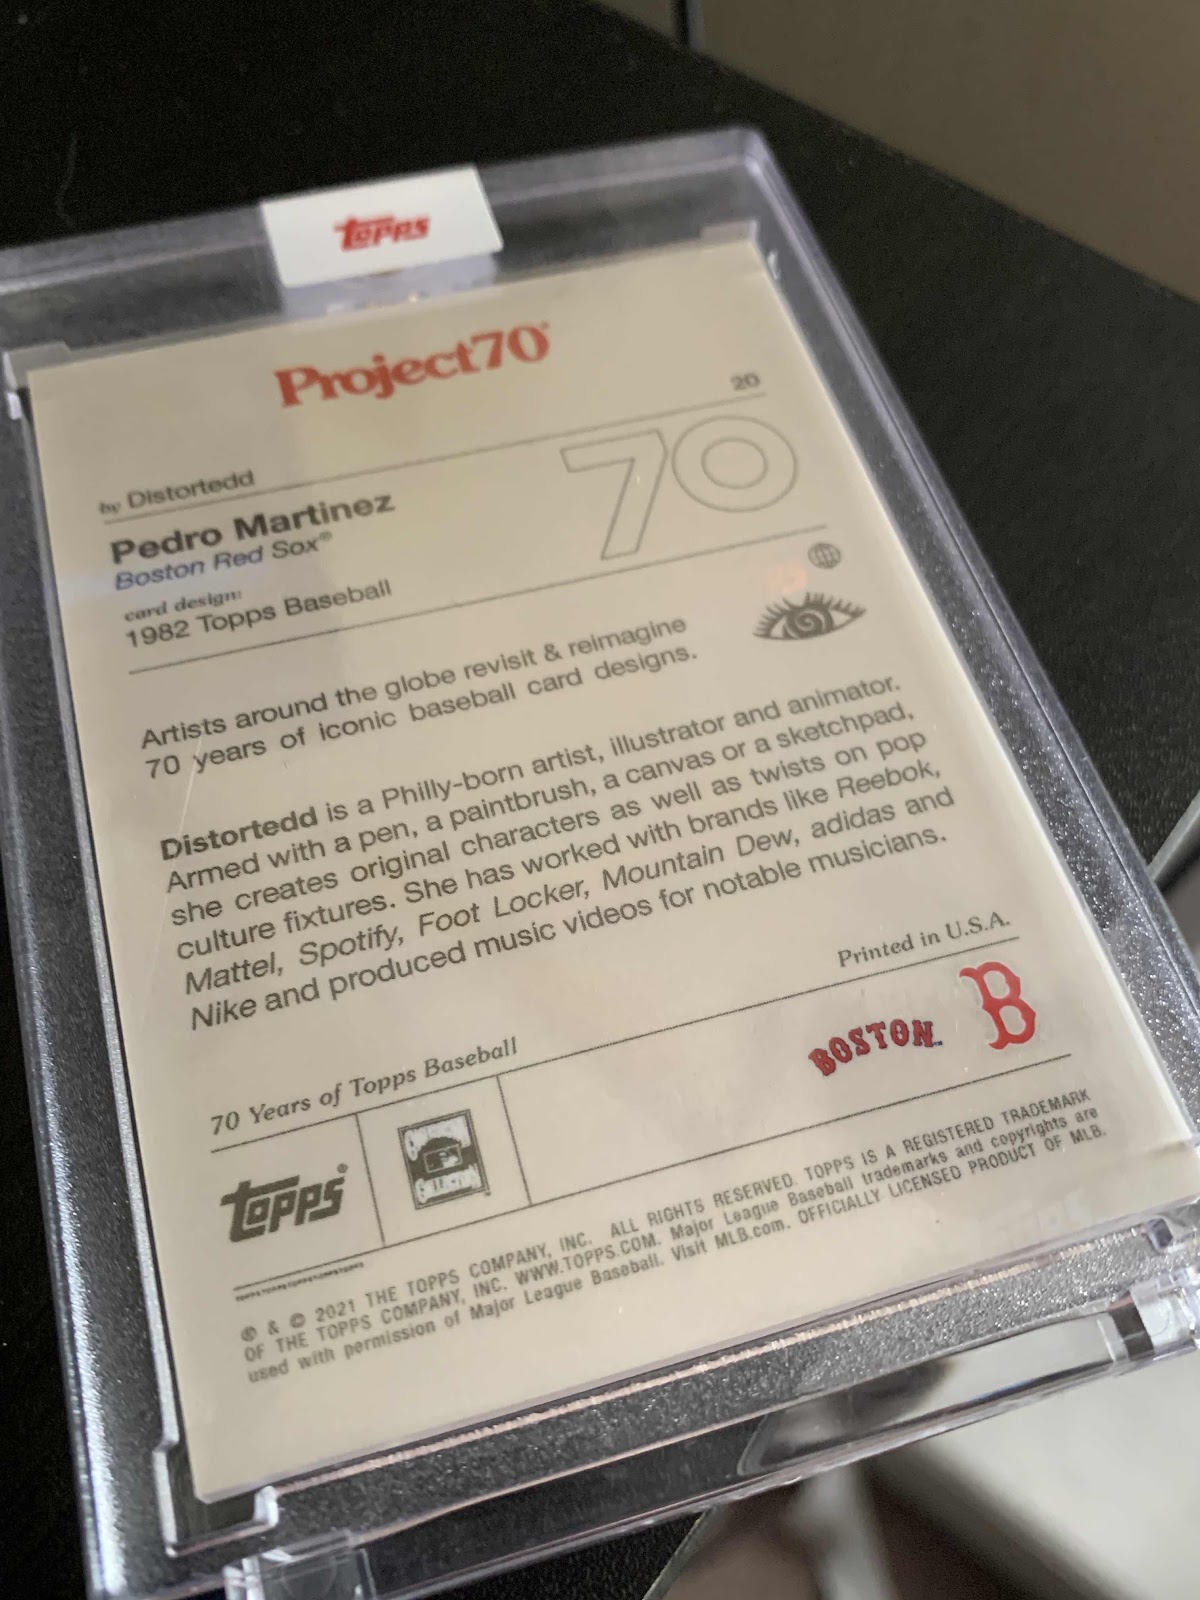 Topps
Project70®
20
by Distortedd
70
Pedro Martinez
Boston Red Sox®
card design:
1982 Topps Baseball
Artists around the globe revisit & reimagine
70 years of iconic baseball card designs.
Distortedd is a Philly-born artist, illustrator and animator.
Armed with a pen, a paintbrush, a canvas or a sketchpad,
she creates original characters as well as twists on pop
culture fixtures. She has worked with brands like Reebok,
Mattel, Spotify, Foot Locker, Mountain Dew, adidas and
Nike and produced music videos for notable musicians.
Printed in U.S.A.
70 Years of Topps Baseball
BOSTON
B
Topps®
COLLECTION
® & © 2021 THE TOPPS COMPANY, INC. ALL RIGHTS RESERVED. TOPPS IS A REGISTERED TRADEMARK
OF THE TOPPS COMPANY, INC. WWW.TOPPS.COM. Major League Baseball trademarks and copyrights are
used with permission of Major League Baseball. Visit MLB.com. OFFICIALLY LICENSED PRODUCT OF MLB.